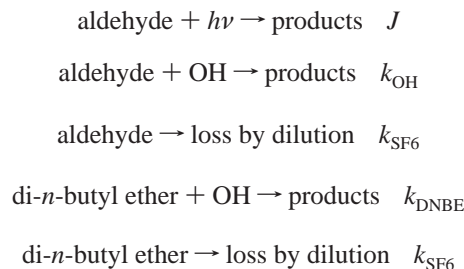 aldehyde + hν → products J
aldehyde + OH → products k_OH
aldehyde → loss by dilution k_SF6
di-n-butyl ether + OH → products k_DNBE
di-n-butyl ether → loss by dilution k_SF6